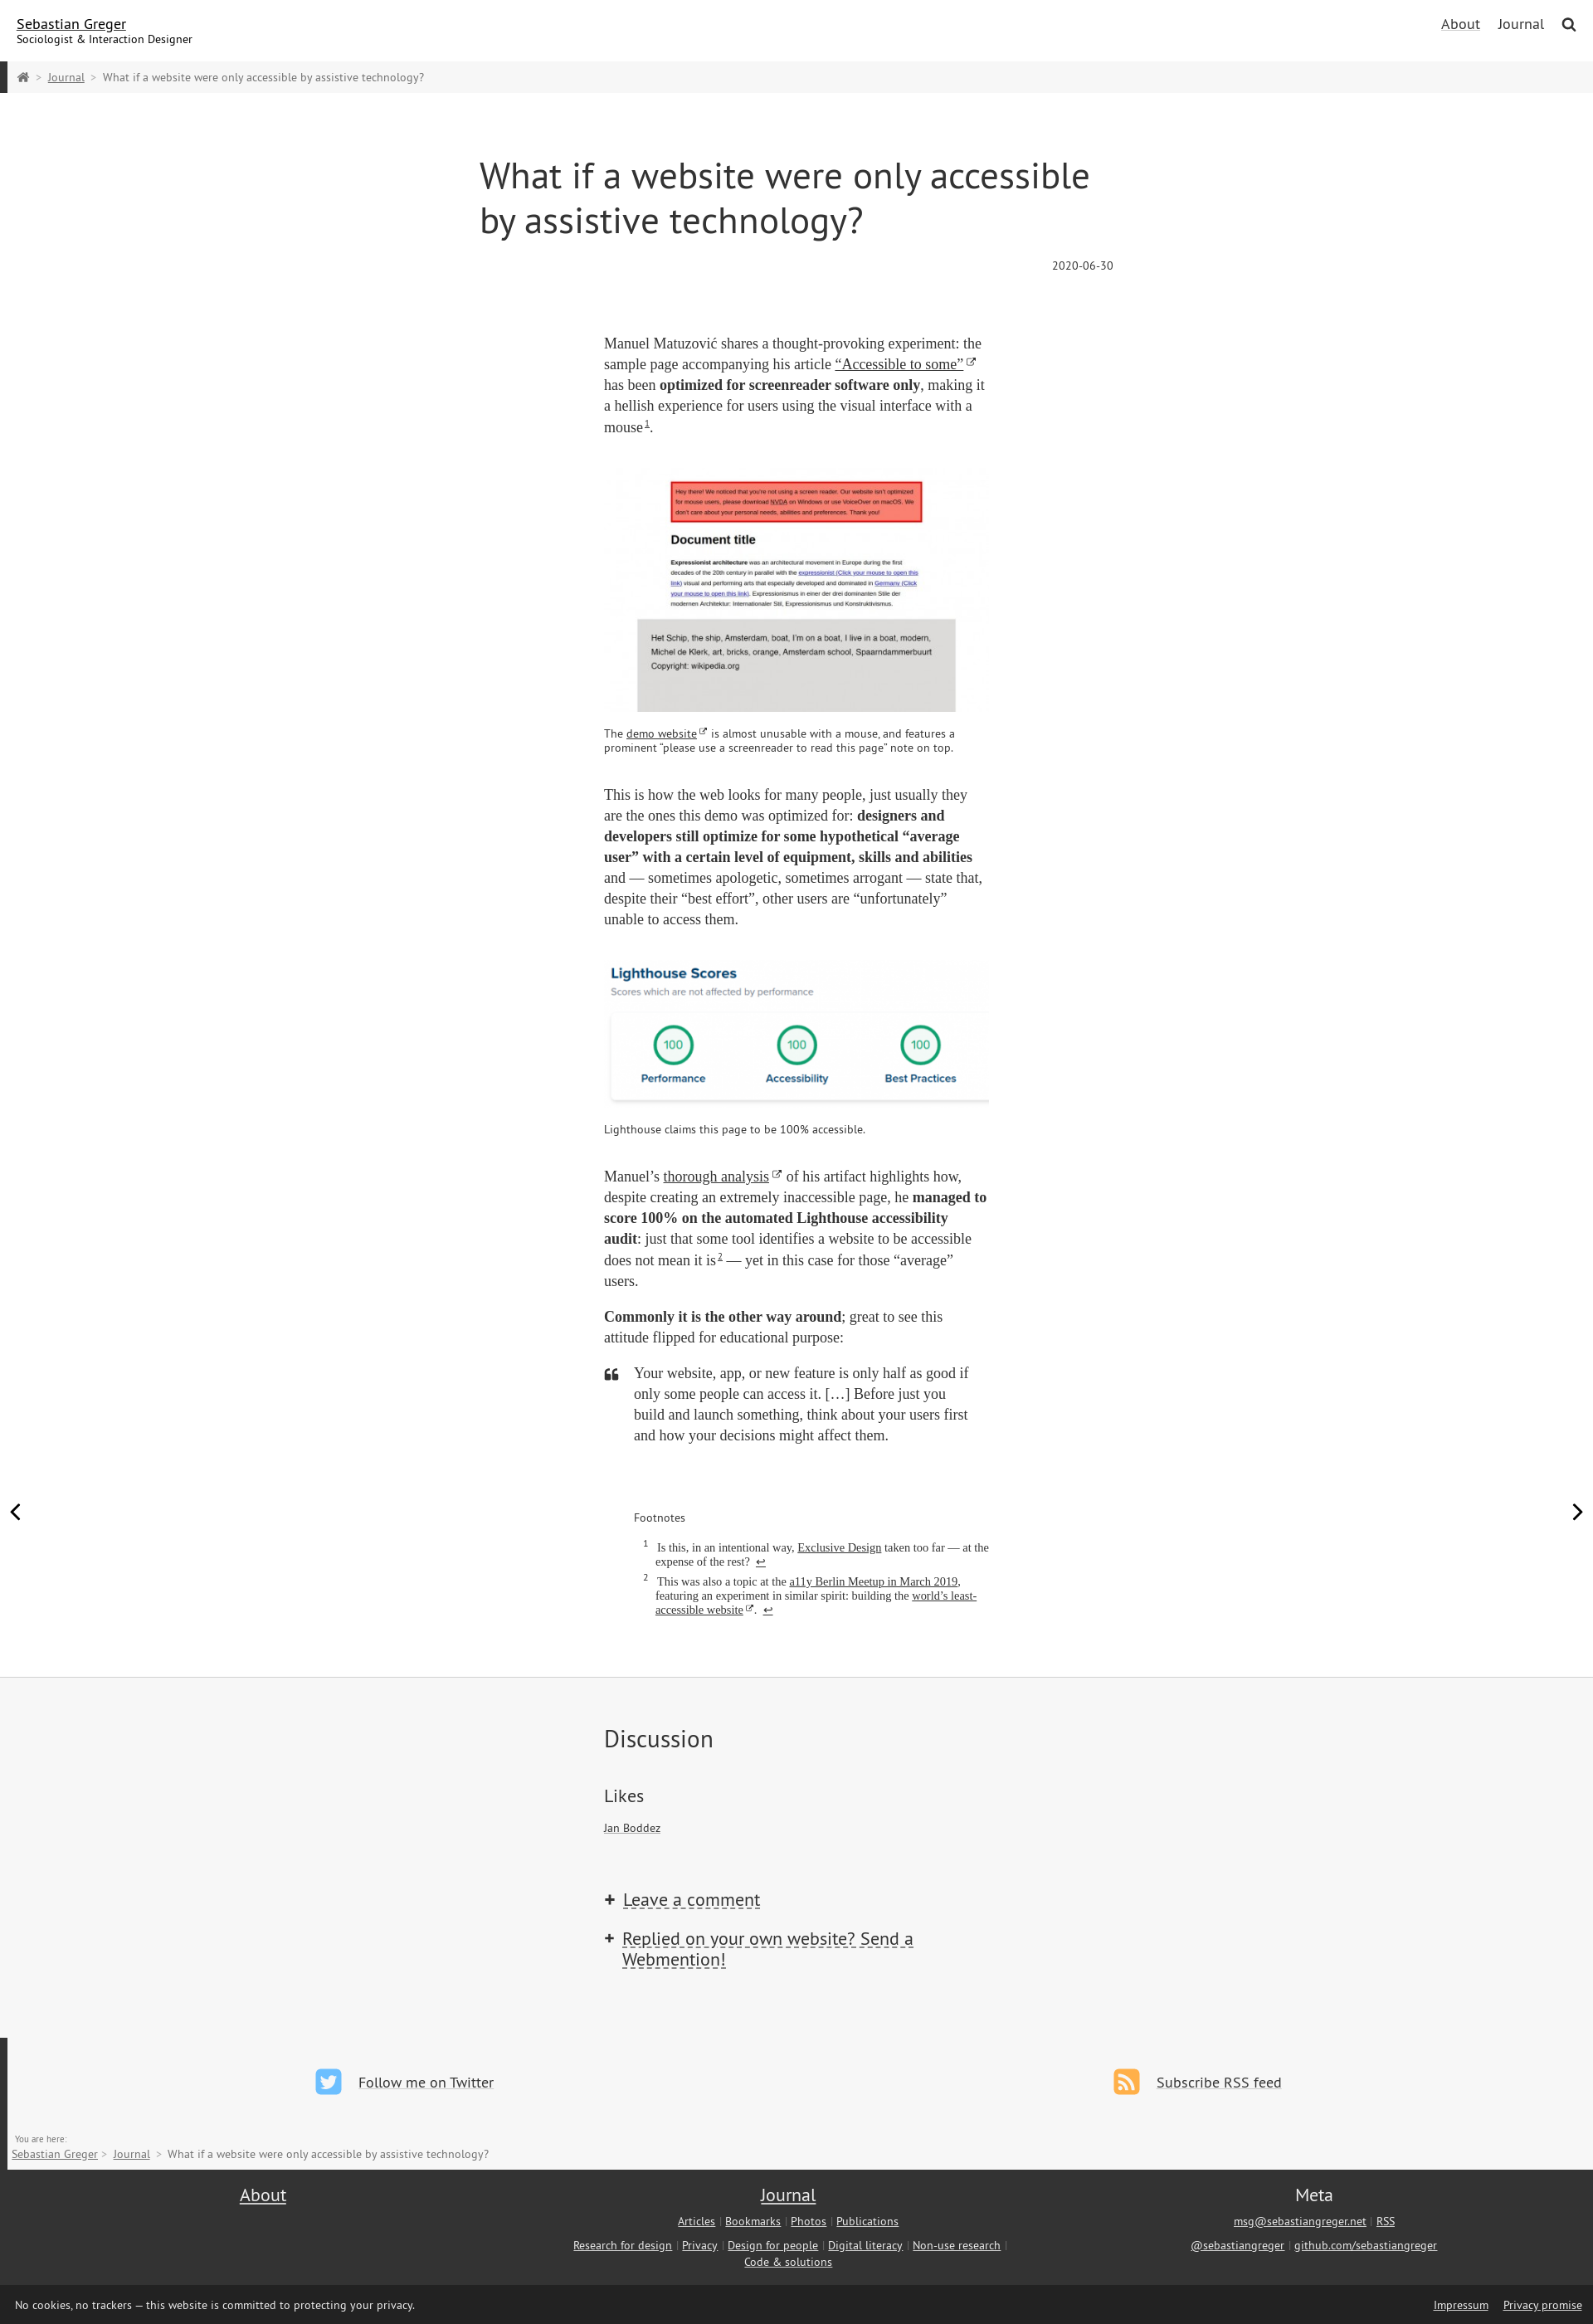 Sebastian Greger
Sociologist & Interaction Designer
About Journal
> Journal > What if a website were only accessible by assistive technology?
What if a website were only accessible
by assistive technology?
2020-06-30
Manuel Matuzović shares a thought-provoking experiment: the
sample page accompanying his article “Accessible to some”
has been optimized for screenreader software only, making it
a hellish experience for users using the visual interface with a
mouse1.
Hey there! We noticed that you're not using a screen reader. Our website isn't optimized
for mouse users, please download NVDA on Windows or use VoiceOver on macOS. We
don't care about your personal needs, abilities and preferences. Thank you!
Document title
Expressionist architecture was an architectural movement in Europe during the first
decades of the 20th century in parallel with the expressionist (Click your mouse to open this
link) visual and performing arts that especially developed and dominated in Germany (Click
your mouse to open this link). Expressionismus in einer der drei dominanten Stile der
modernen Architektur: Internationaler Stil, Expressionismus und Konstruktivismus.
Het Schip, the ship, Amsterdam, boat, I'm on a boat, I live in a boat, modern,
Michel de Klerk, art, bricks, orange, Amsterdam school, Spaarndammerbuurt
Copyright: wikipedia.org
The demo website is almost unusable with a mouse, and features a
prominent “please use a screenreader to read this page” note on top.
This is how the web looks for many people, just usually they
are the ones this demo was optimized for: designers and
developers still optimize for some hypothetical “average
user” with a certain level of equipment, skills and abilities
and — sometimes apologetic, sometimes arrogant — state that,
despite their “best effort”, other users are “unfortunately”
unable to access them.
Lighthouse Scores
Scores which are not affected by performance
100 100 100
Performance Accessibility Best Practices
Lighthouse claims this page to be 100% accessible.
Manuel’s thorough analysis of his artifact highlights how,
despite creating an extremely inaccessible page, he managed to
score 100% on the automated Lighthouse accessibility
audit: just that some tool identifies a website to be accessible
does not mean it is2 — yet in this case for those “average”
users.
Commonly it is the other way around; great to see this
attitude flipped for educational purpose:
Your website, app, or new feature is only half as good if
only some people can access it. […] Before just you
build and launch something, think about your users first
and how your decisions might affect them.
Footnotes
1 Is this, in an intentional way, Exclusive Design taken too far — at the
expense of the rest? ↩
2 This was also a topic at the a11y Berlin Meetup in March 2019,
featuring an experiment in similar spirit: building the world’s least-
accessible website. ↩
Discussion
Likes
Jan Boddez
+ Leave a comment
+ Replied on your own website? Send a
Webmention!
Follow me on Twitter
Subscribe RSS feed
You are here:
Sebastian Greger > Journal > What if a website were only accessible by assistive technology?
About
Journal
Articles | Bookmarks | Photos | Publications
Research for design | Privacy | Design for people | Digital literacy | Non-use research |
Code & solutions
Meta
msg@sebastiangreger.net | RSS
@sebastiangreger | github.com/sebastiangreger
No cookies, no trackers — this website is committed to protecting your privacy.
Impressum Privacy promise